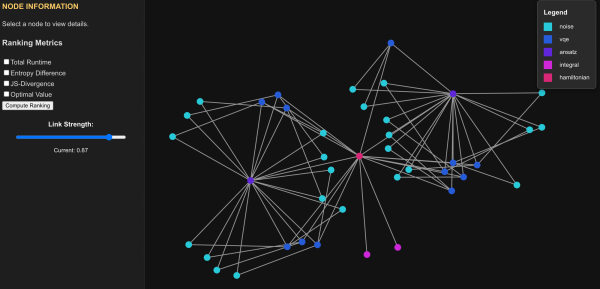 NODE INFORMATION
Select a node to view details.
Ranking Metrics
Total Runtime
Entropy Difference
JS-Divergence
Optimal Value
Compute Ranking
Link Strength:
Current: 0.87
Legend
noise
vqe
ansatz
integral
hamiltonian